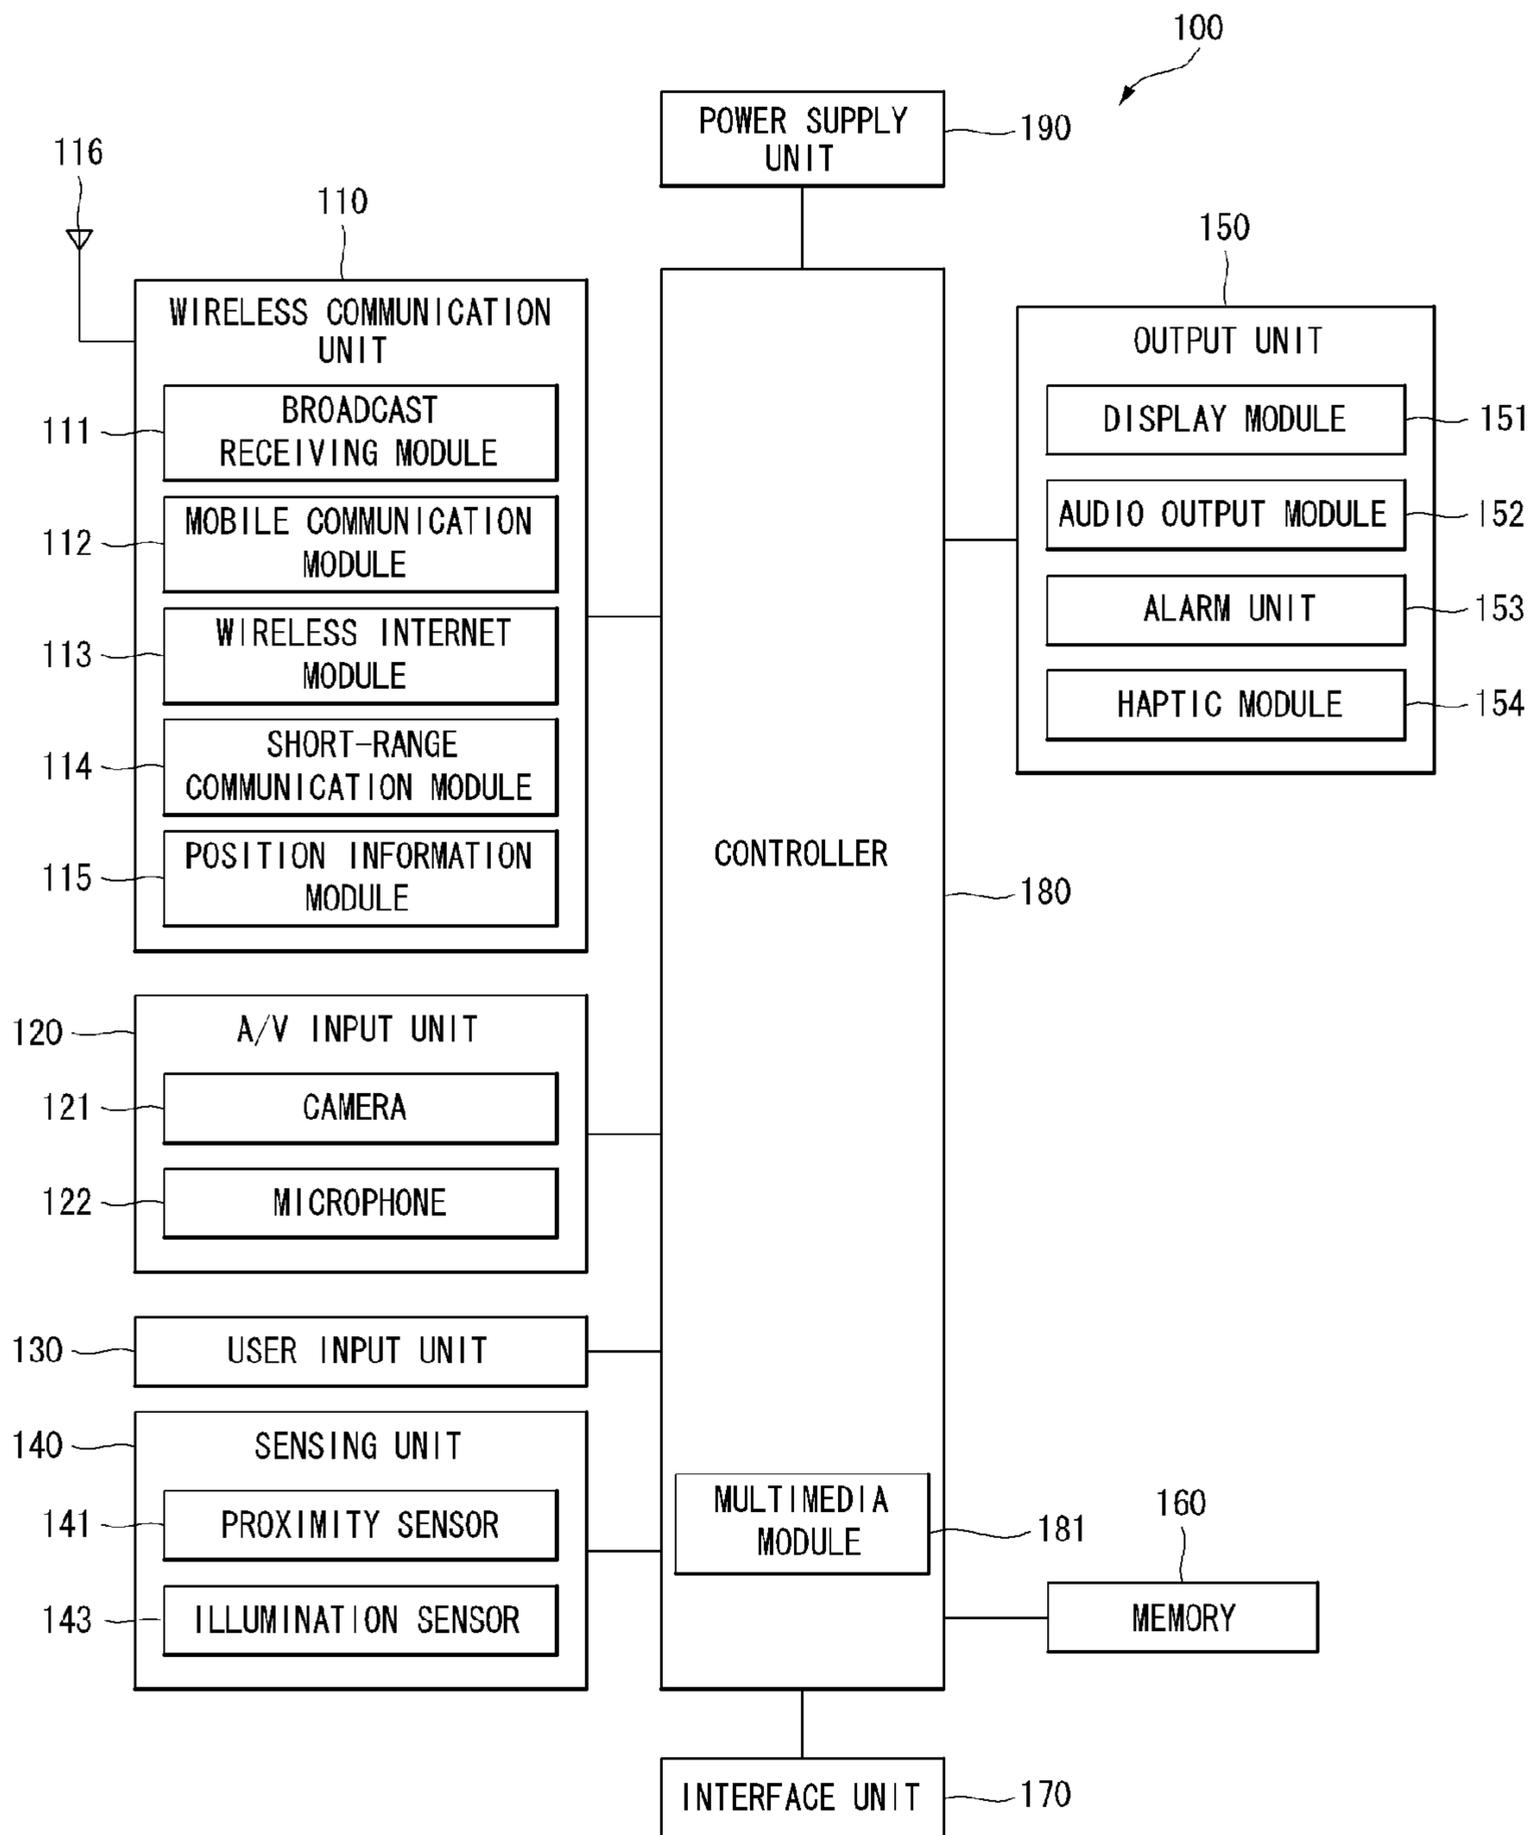 100
POWER SUPPLY
UNIT
190
116
110
150
WIRELESS COMMUNICATION
UNIT
111
BROADCAST
RECEIVING MODULE
112
MOBILE COMMUNICATION
MODULE
113
WIRELESS INTERNET
MODULE
114
SHORT-RANGE
COMMUNICATION MODULE
115
POSITION INFORMATION
MODULE
OUTPUT UNIT
DISPLAY MODULE
151
AUDIO OUTPUT MODULE
152
ALARM UNIT
153
HAPTIC MODULE
154
CONTROLLER
180
120
A/V INPUT UNIT
121
CAMERA
122
MICROPHONE
130
USER INPUT UNIT
140
SENSING UNIT
141
PROXIMITY SENSOR
143
ILLUMINATION SENSOR
MULTIMEDIA
MODULE
181
160
MEMORY
INTERFACE UNIT
170